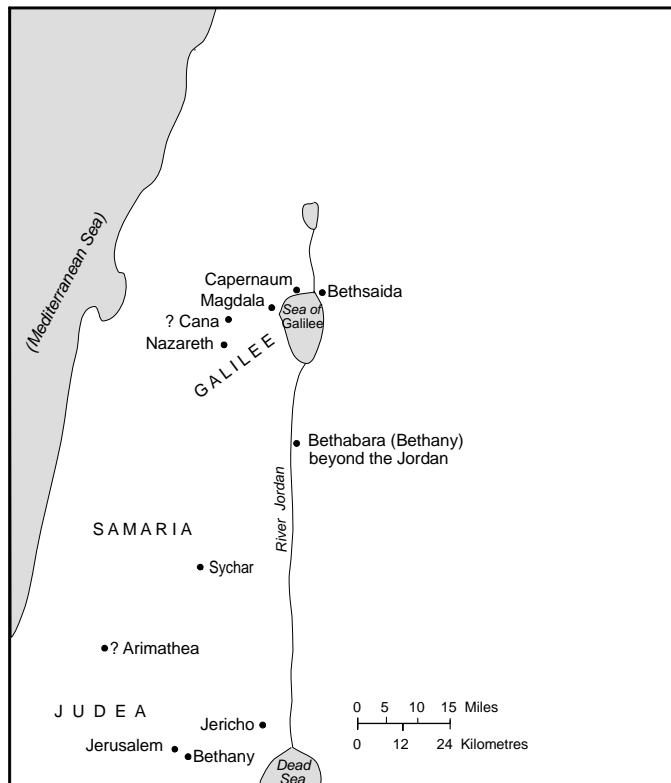 (Mediterranean Sea)
Capernaum
Bethsaida
Magdala
Sea of
Galilee
? Cana
Nazareth
GALILEE
Bethabara (Bethany)
beyond the Jordan
River Jordan
SAMARIA
Sychar
? Arimathea
JUDEA
Jericho
Jerusalem
Bethany
Dead
Sea
0 5 10 15 Miles
0 12 24 Kilometres